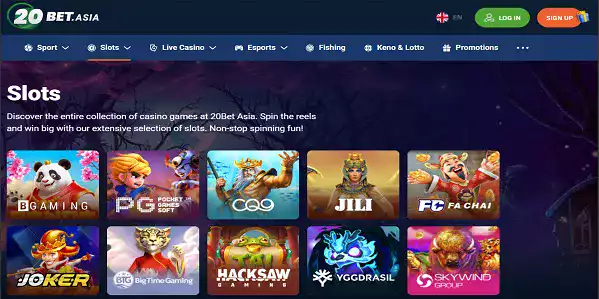 20 BET.ASIA
EN
LOG IN
SIGN UP
Sport
Slots
Live Casino
Esports
Fishing
Keno & Lotto
Promotions
Slots
Discover the entire collection of casino games at 20Bet Asia. Spin the reels
and win big with our extensive selection of slots. Non-stop spinning fun!
BGAMING
PG POCKET GAMES SOFT
CQ9
JILI
FC FA CHAI
JOKER
BIG Big Time Gaming
HACKSAW GAMING
YGGDRASIL
SKYWIND GROUP